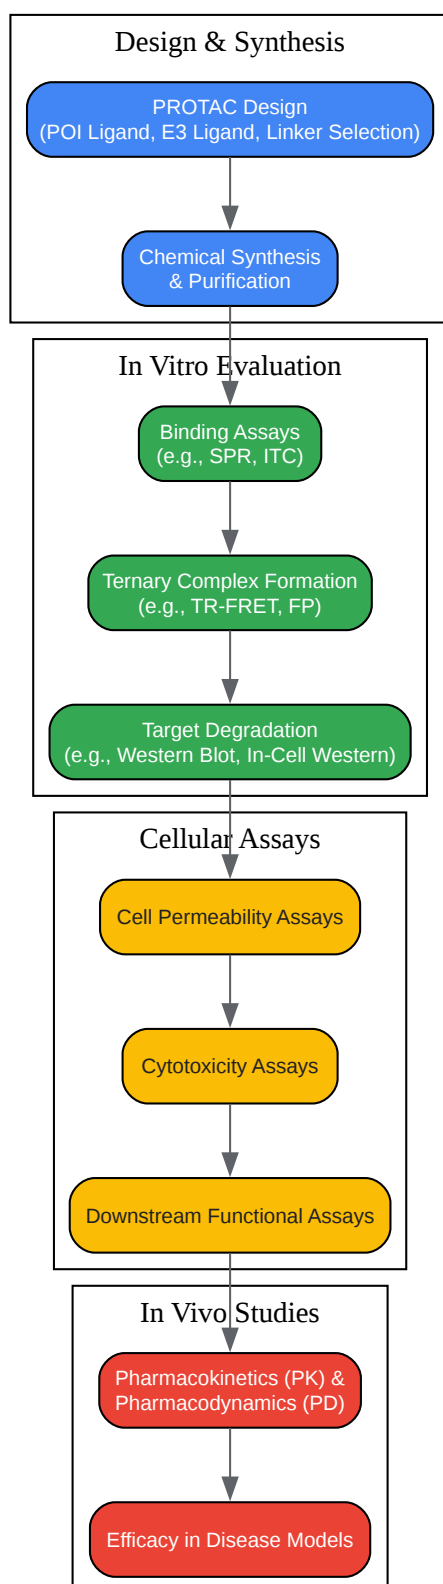 Design & Synthesis
PROTAC Design
(POI Ligand, E3 Ligand, Linker Selection)
Chemical Synthesis
& Purification
In Vitro Evaluation
Binding Assays
(e.g., SPR, ITC)
Ternary Complex Formation
(e.g., TR-FRET, FP)
Target Degradation
(e.g., Western Blot, In-Cell Western)
Cellular Assays
Cell Permeability Assays
Cytotoxicity Assays
Downstream Functional Assays
In Vivo Studies
Pharmacokinetics (PK) &
Pharmacodynamics (PD)
Efficacy in Disease Models